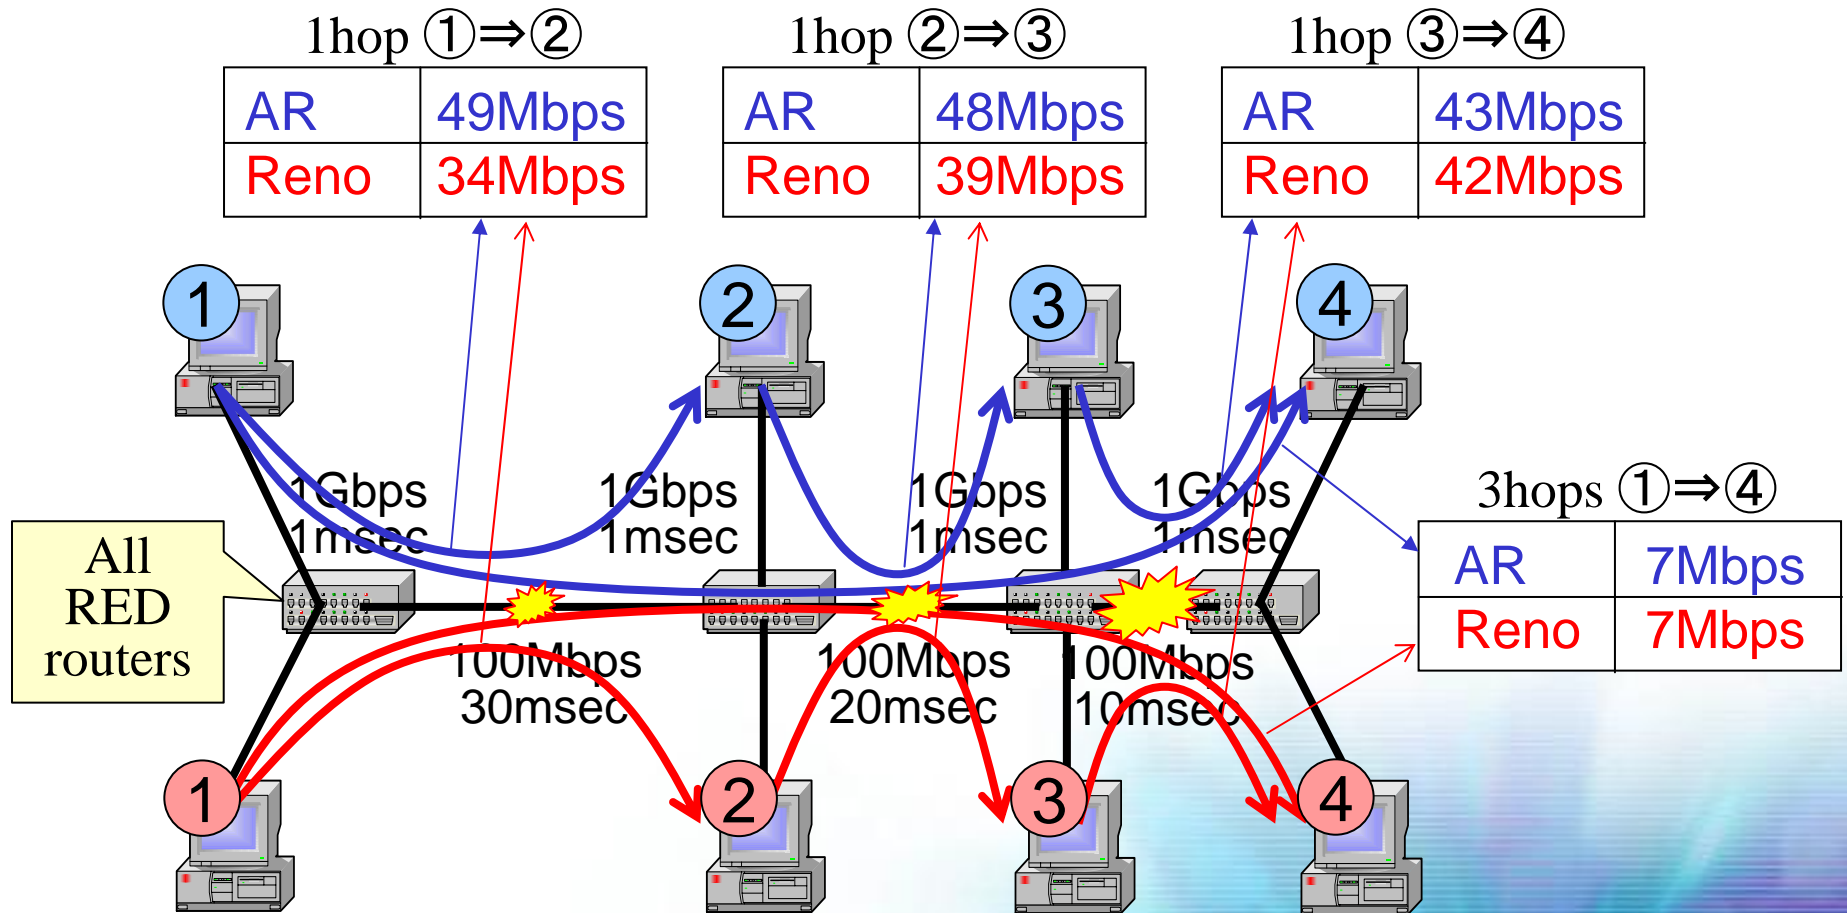 1hop ①⇒②
1hop ②⇒③
1hop ③⇒④
AR 49Mbps
Reno 34Mbps
AR 48Mbps
Reno 39Mbps
AR 43Mbps
Reno 42Mbps
1
2
3
4
1Gbps
1msec
1Gbps
1msec
1Gbps
1msec
1Gbps
1msec
3hops ①⇒④
AR 7Mbps
Reno 7Mbps
All
RED
routers
100Mbps
30msec
100Mbps
20msec
100Mbps
10msec
1
2
3
4